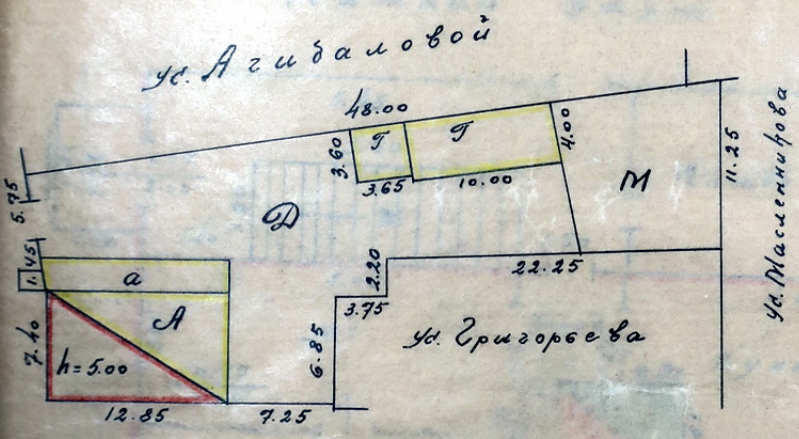 ул. Агибаловой
48.00
3.60
Г
Г
4.00
3.65
10.00
М
11.25
ул. Масленникова
5.75
Д
1.45
а
А
7.40
h=5.00
12.85
7.25
6.85
3.75
2.20
22.25
ул. Григорьева